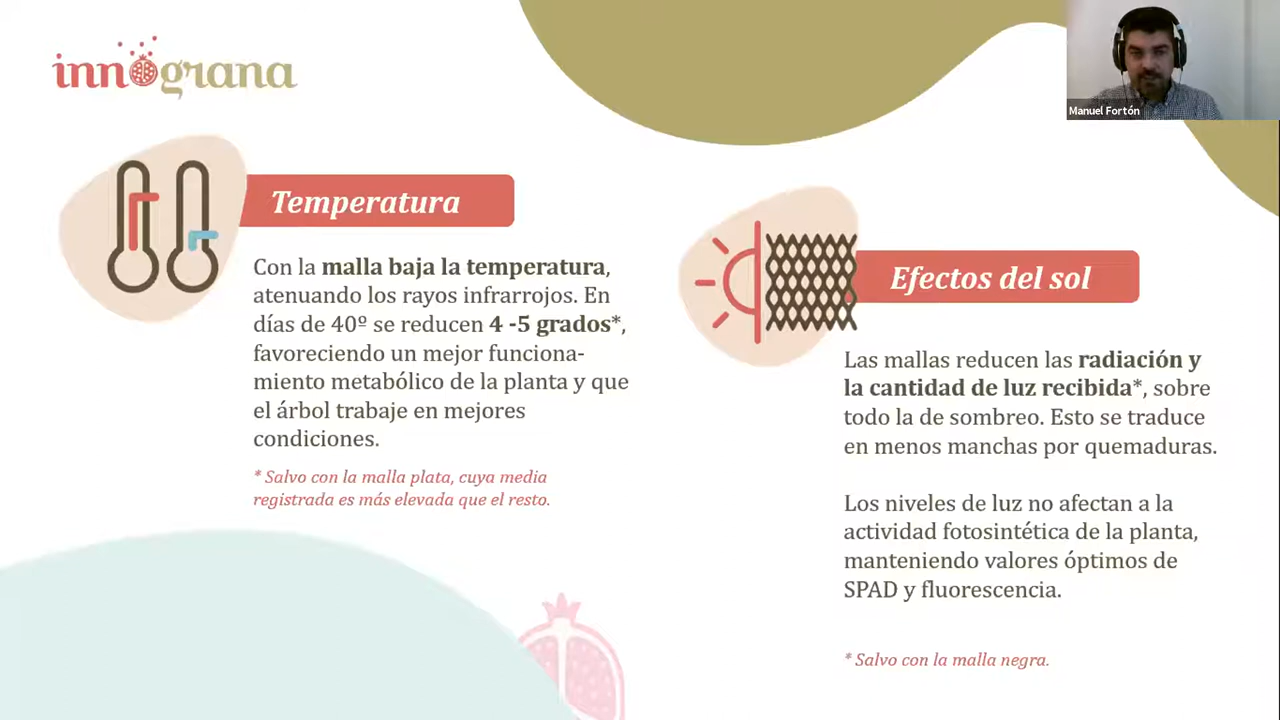 innograna
Manuel Fortón
Temperatura
Con la malla baja la temperatura,
atenuando los rayos infrarrojos. En
días de 40º se reducen 4 -5 grados*,
favoreciendo un mejor funciona-
miento metabólico de la planta y que
el árbol trabaje en mejores
condiciones.
* Salvo con la malla plata, cuya media
registrada es más elevada que el resto.
Efectos del sol
Las mallas reducen las radiación y
la cantidad de luz recibida*, sobre
todo la de sombreo. Esto se traduce
en menos manchas por quemaduras.
Los niveles de luz no afectan a la
actividad fotosintética de la planta,
manteniendo valores óptimos de
SPAD y fluorescencia.
* Salvo con la malla negra.